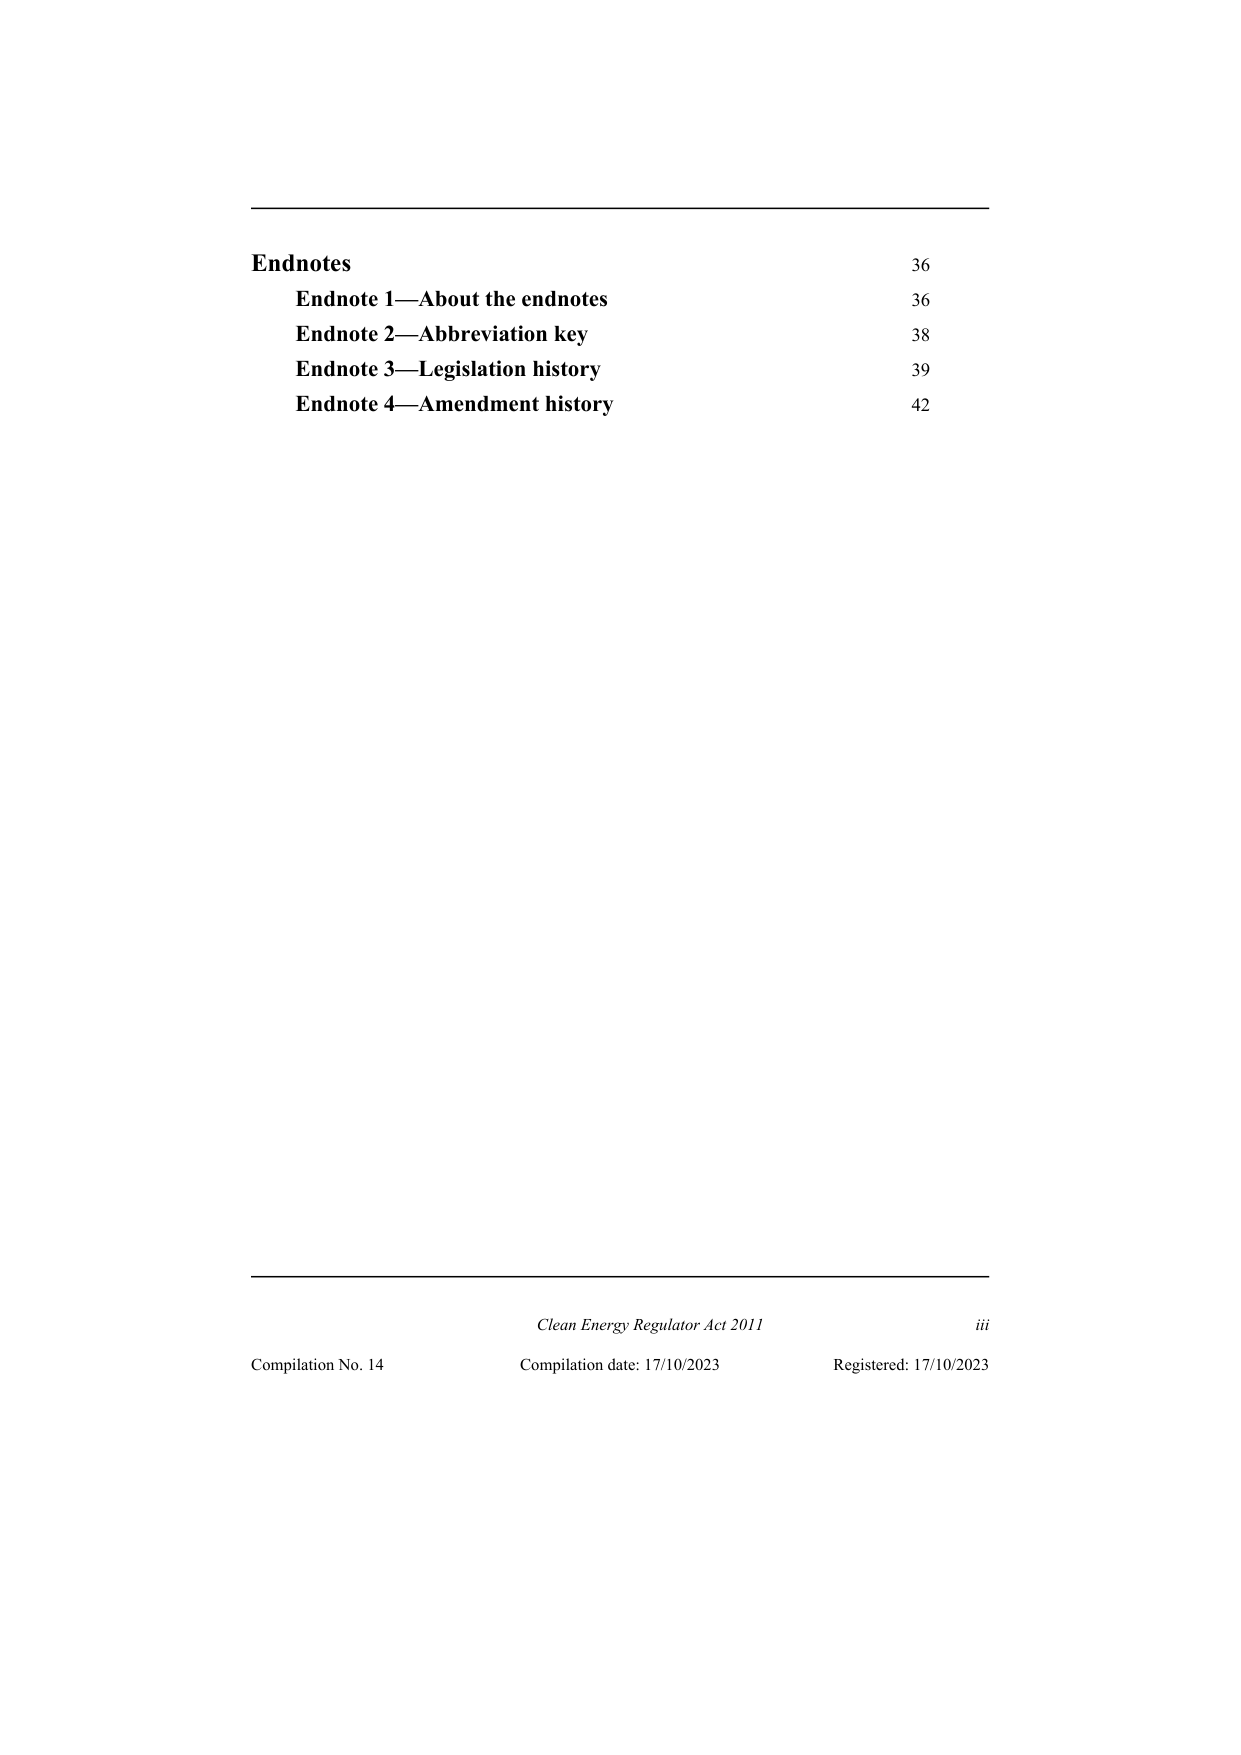 Endnotes 36
Endnote 1—About the endnotes 36
Endnote 2—Abbreviation key 38
Endnote 3—Legislation history 39
Endnote 4—Amendment history 42
Clean Energy Regulator Act 2011 iii
Compilation No. 14 Compilation date: 17/10/2023 Registered: 17/10/2023